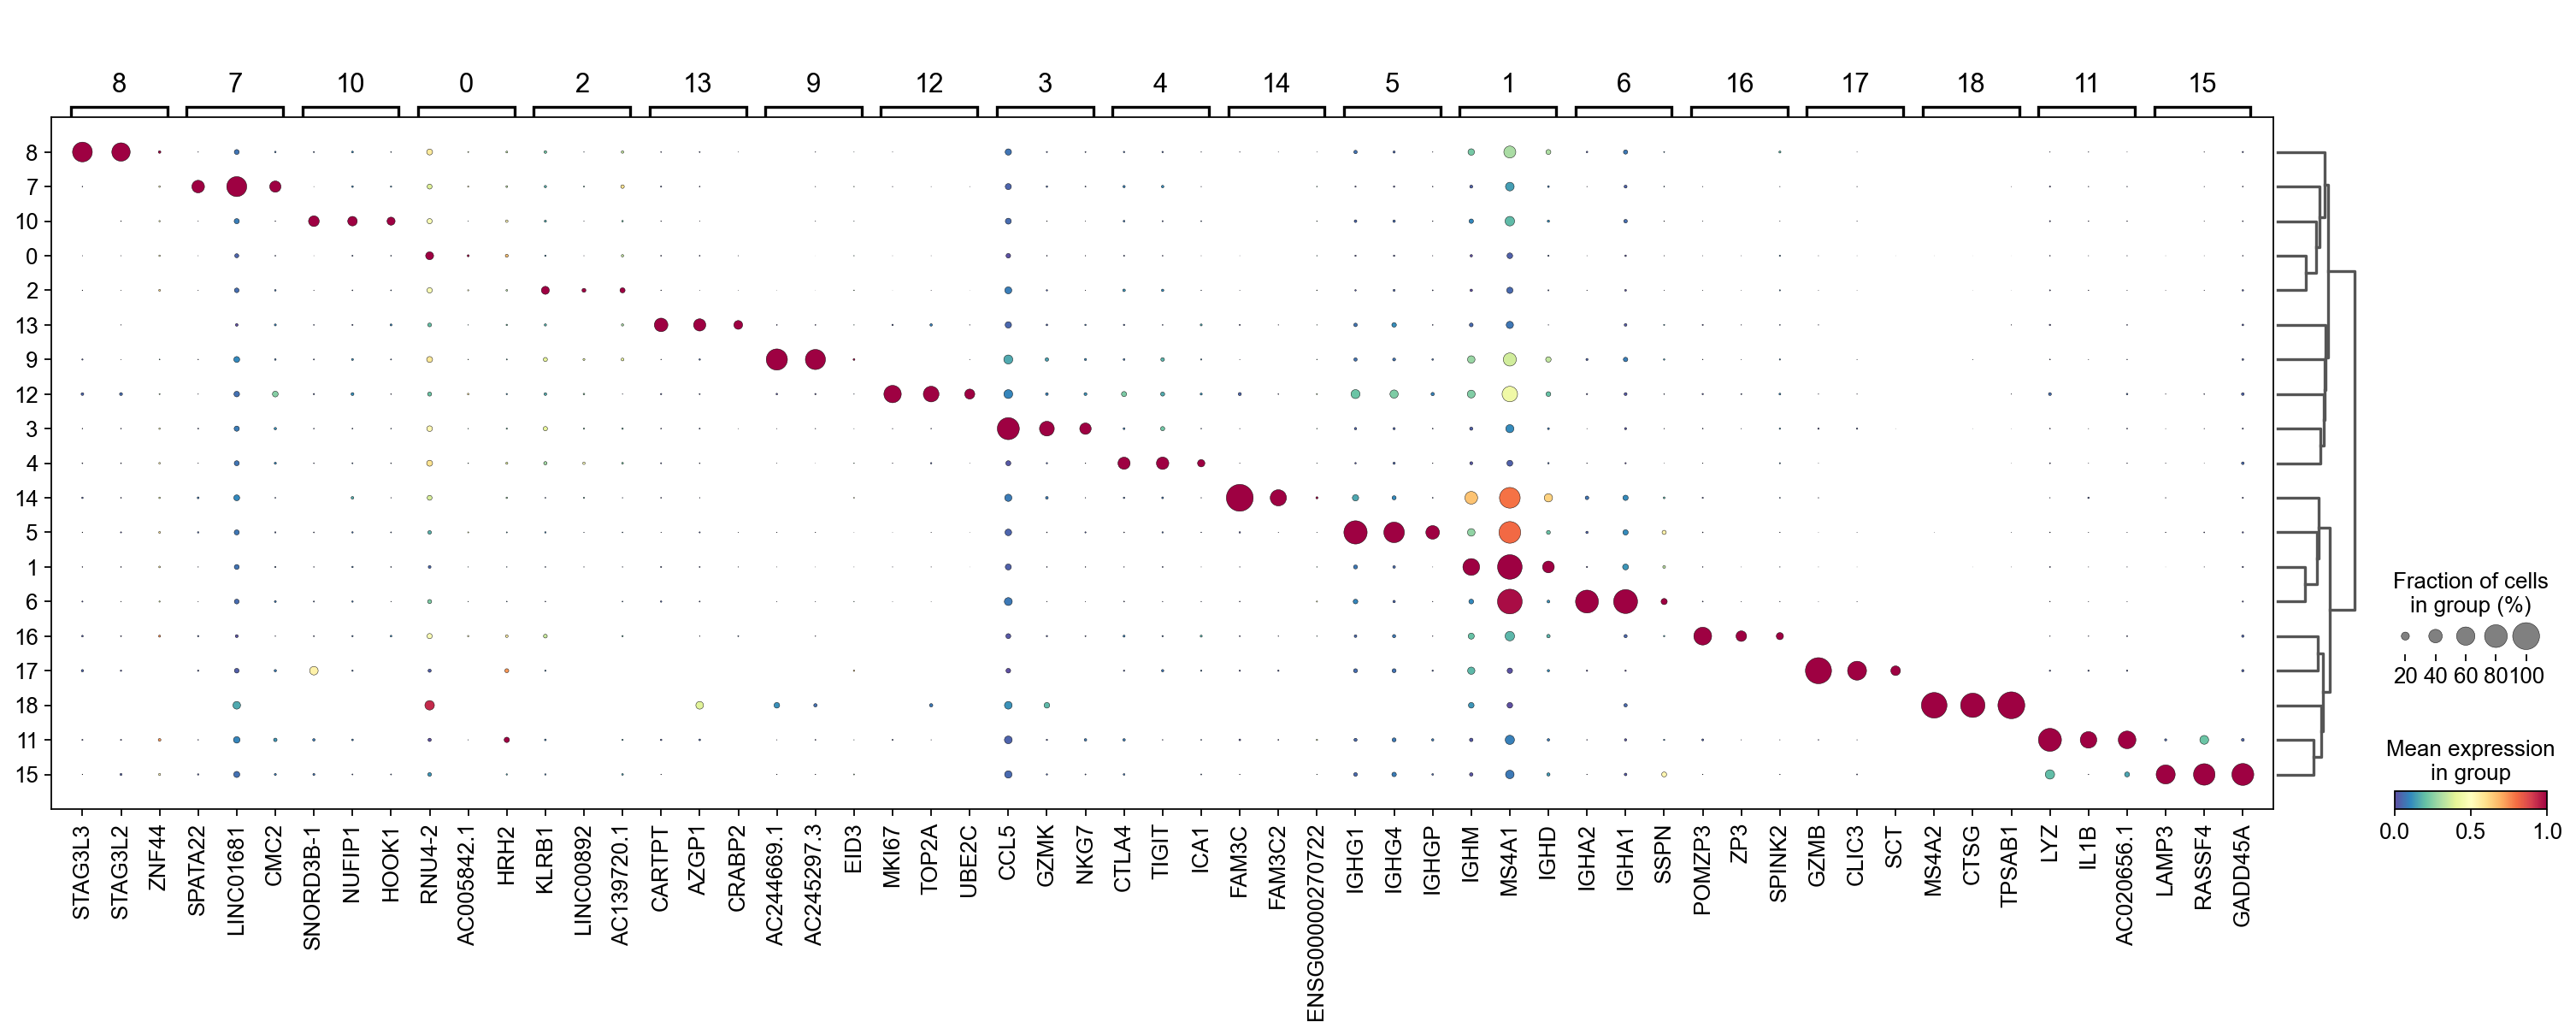 8 7 10 0 2 13 9 12 3 4 14 5 1 6 16 17 18 11 15
8
7
10
0
2
13
9
12
3
4
14
5
1
6
16
17
18
11
15
STAG3L3 STAG3L2 ZNF44 SPATA22 LINC01681 CMC2 SNORD3B-1 NUFIP1 HOOK1 RNU4-2 AC005842.1 HRH2 KLRB1 LINC00892 AC139720.1 CARTPT AZGP1 CRABP2 AC244669.1 AC245297.3 EID3 MKI67 TOP2A UBE2C CCL5 GZMK NKG7 CTLA4 TIGIT ICA1 FAM3C FAM3C2 ENSG00000270722 IGHG1 IGHG4 IGHGP IGHM MS4A1 IGHD IGHA2 IGHA1 SSPN POMZP3 ZP3 SPINK2 GZMB CLIC3 SCT MS4A2 CTSG TPSAB1 LYZ IL1B AC020656.1 LAMP3 RASSF4 GADD45A
Fraction of cells
in group (%)
20 40 60 80 100
Mean expression
in group
0.0 0.5 1.0